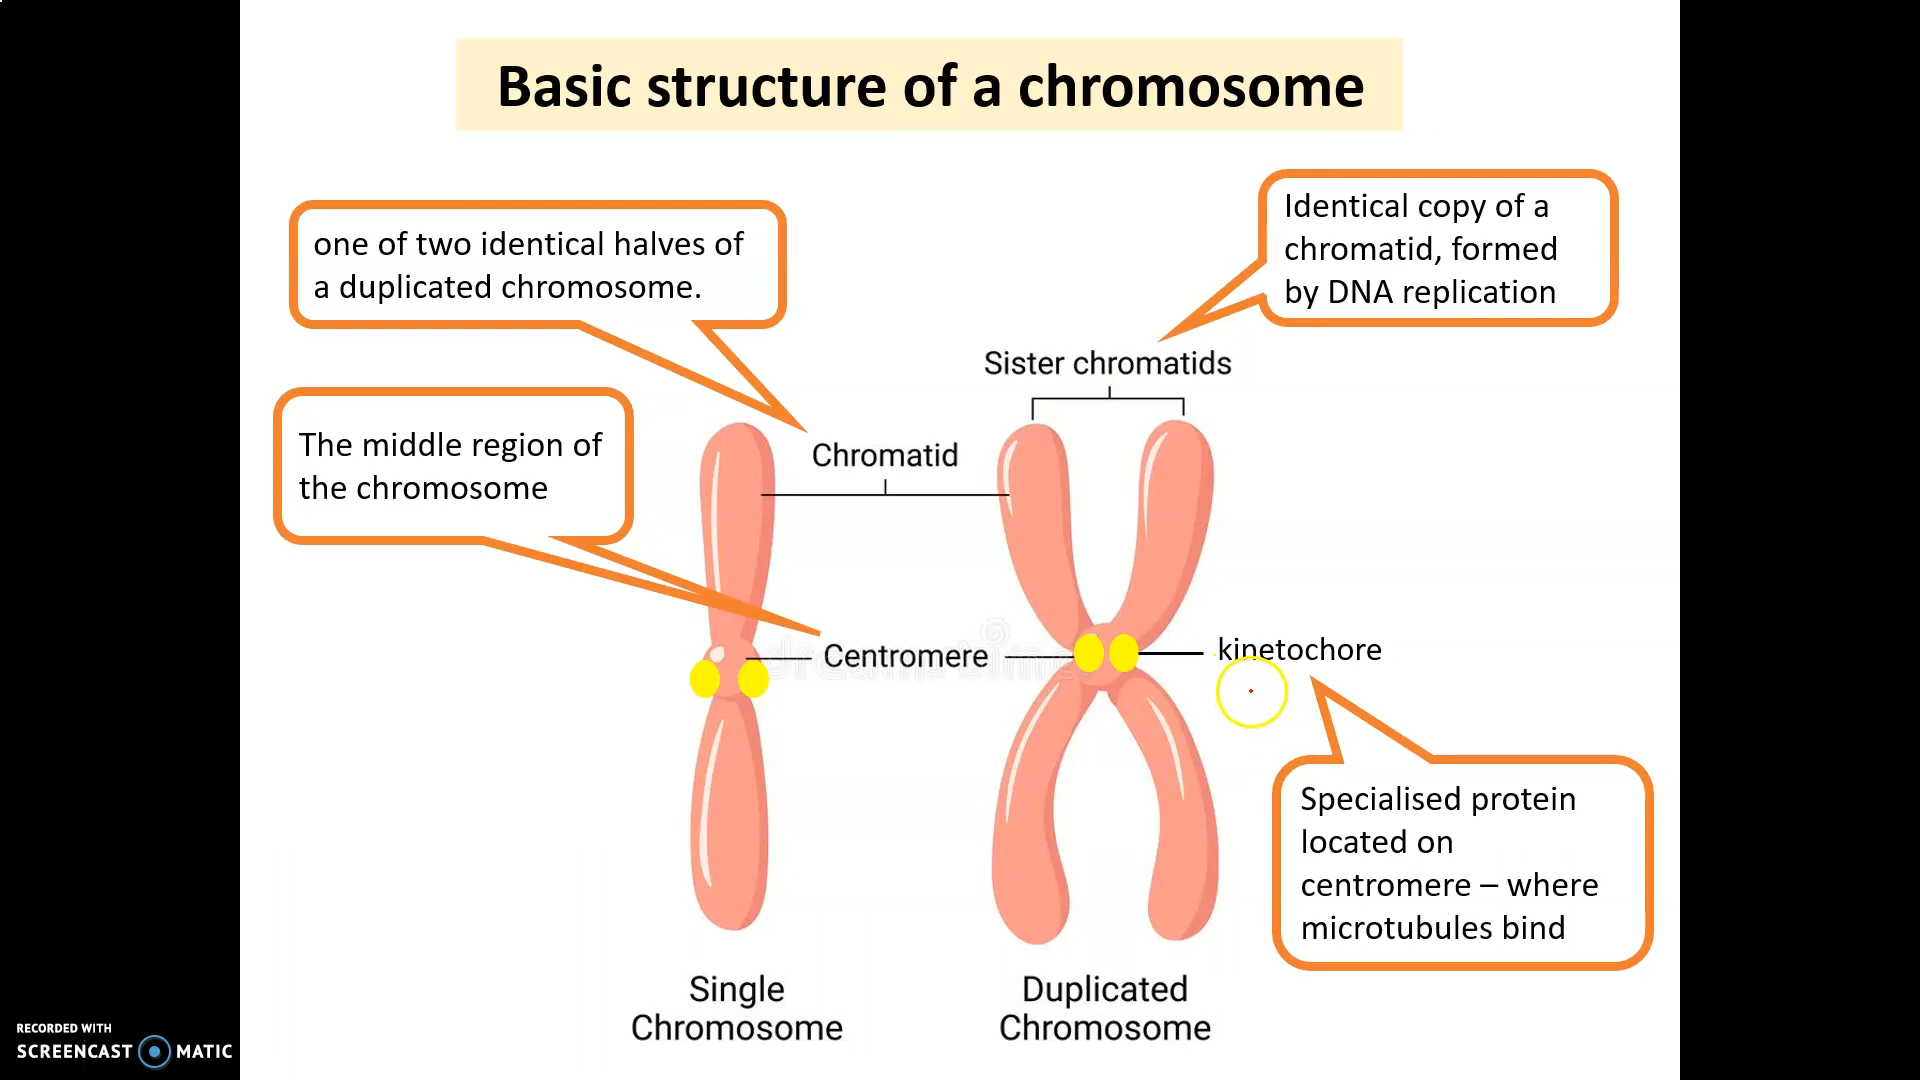 Basic structure of a chromosome
one of two identical halves of
a duplicated chromosome.
Identical copy of a
chromatid, formed
by DNA replication
Sister chromatids
The middle region of
the chromosome
Chromatid
Centromere
kinetochore
dreamstime
Specialised protein
located on
centromere – where
microtubules bind
Single
Chromosome
Duplicated
Chromosome
RECORDED WITH
SCREENCAST MATIC